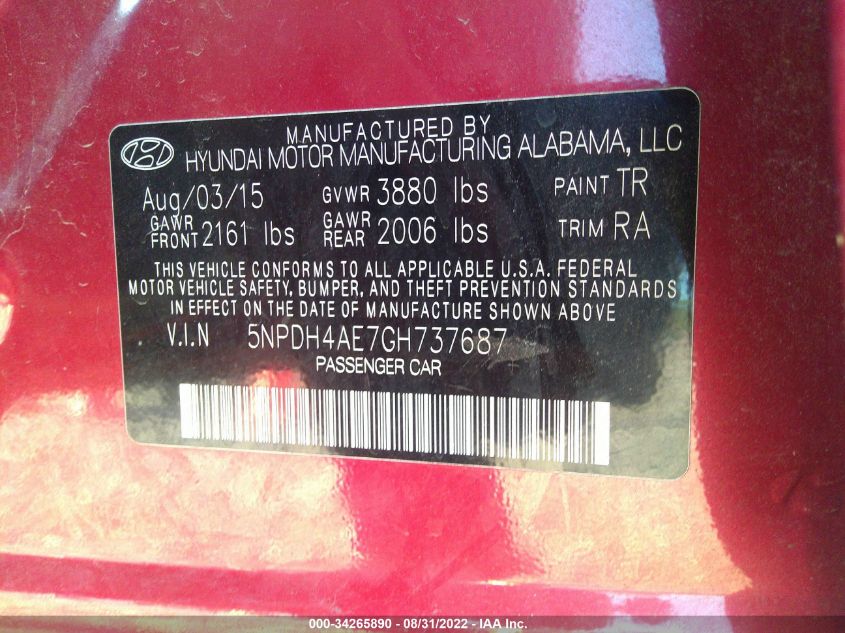 MANUFACTURED BY
HYUNDAI MOTOR MANUFACTURING ALABAMA, LLC
Aug/03/15 GVWR 3880 lbs PAINT TR
GAWR FRONT 2161 lbs GAWR REAR 2006 lbs TRIM RA
THIS VEHICLE CONFORMS TO ALL APPLICABLE U.S.A. FEDERAL
MOTOR VEHICLE SAFETY, BUMPER, AND THEFT PREVENTION STANDARDS
IN EFFECT ON THE DATE OF MANUFACTURE SHOWN ABOVE
V.I.N 5NPDH4AE7GH737687
PASSENGER CAR
000-34265890 - 08/31/2022 - IAA Inc.